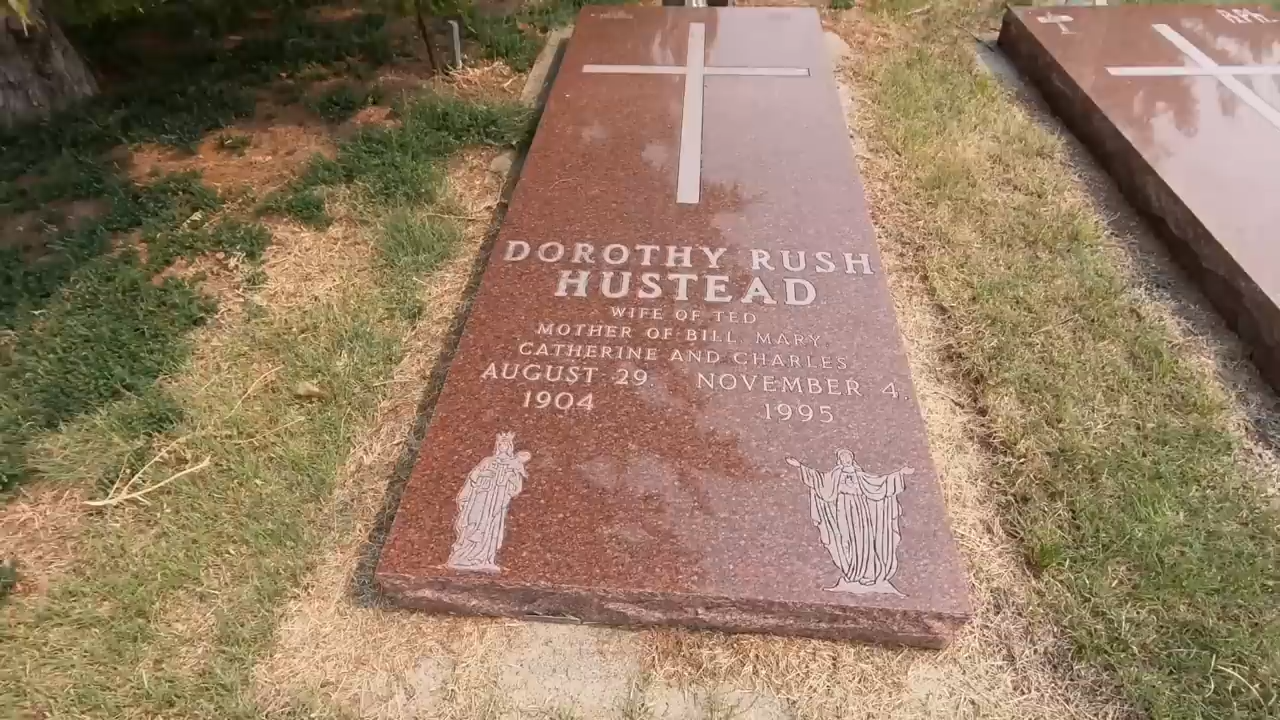 DOROTHY RUSH
HUSTEAD
WIFE OF TED
MOTHER OF BILL, MARY,
CATHERINE AND CHARLES
AUGUST 29, NOVEMBER 4,
1904 1995
R.PH.